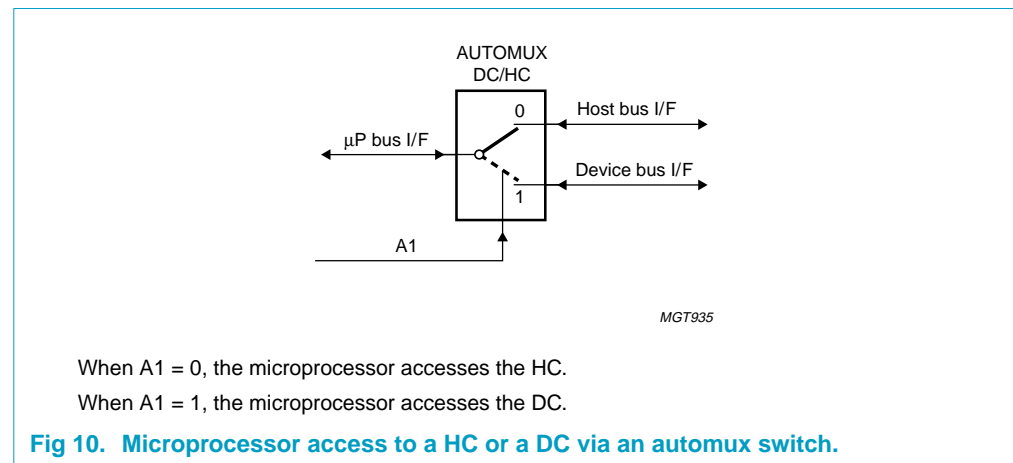 AUTOMUX
DC/HC
0
Host bus I/F
μP bus I/F
Device bus I/F
1
A1
MGT935
When A1 = 0, the microprocessor accesses the HC.
When A1 = 1, the microprocessor accesses the DC.
Fig 10. Microprocessor access to a HC or a DC via an automux switch.